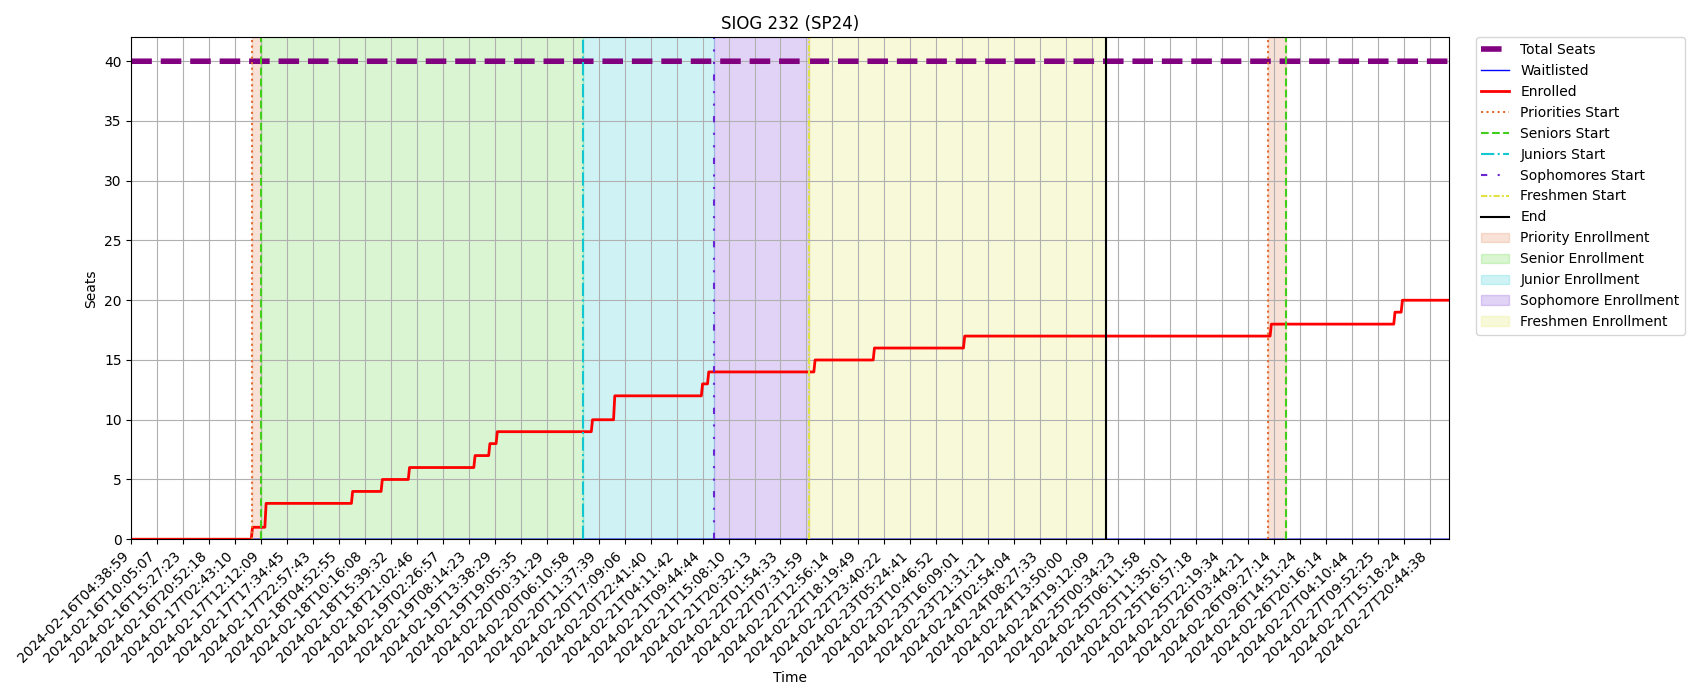 SIOG 232 (SP24)
Seats
40
35
30
25
20
15
10
5
0
2024-02-16T04:38:59
2024-02-16T10:05:07
2024-02-16T15:27:23
2024-02-16T20:52:18
2024-02-17T02:43:10
2024-02-17T12:12:09
2024-02-17T17:34:45
2024-02-17T22:57:43
2024-02-18T04:52:55
2024-02-18T10:16:08
2024-02-18T15:39:32
2024-02-18T21:02:46
2024-02-19T02:26:57
2024-02-19T08:14:23
2024-02-19T13:38:29
2024-02-19T19:05:35
2024-02-20T00:31:29
2024-02-20T06:10:58
2024-02-20T11:37:39
2024-02-20T17:09:06
2024-02-20T22:41:40
2024-02-21T04:11:42
2024-02-21T09:44:44
2024-02-21T15:08:10
2024-02-21T20:32:13
2024-02-22T01:54:33
2024-02-22T07:31:59
2024-02-22T12:56:14
2024-02-22T18:19:49
2024-02-22T23:40:22
2024-02-23T05:24:41
2024-02-23T10:46:52
2024-02-23T16:09:01
2024-02-23T21:31:21
2024-02-24T02:54:04
2024-02-24T08:27:33
2024-02-24T13:50:00
2024-02-24T19:12:09
2024-02-25T00:34:23
2024-02-25T06:11:58
2024-02-25T11:35:01
2024-02-25T16:57:18
2024-02-25T22:19:34
2024-02-26T03:44:21
2024-02-26T09:27:14
2024-02-26T14:51:24
2024-02-26T20:16:14
2024-02-27T04:10:44
2024-02-27T09:52:25
2024-02-27T15:18:24
2024-02-27T20:44:38
Time
Total Seats
Waitlisted
Enrolled
Priorities Start
Seniors Start
Juniors Start
Sophomores Start
Freshmen Start
End
Priority Enrollment
Senior Enrollment
Junior Enrollment
Sophomore Enrollment
Freshmen Enrollment